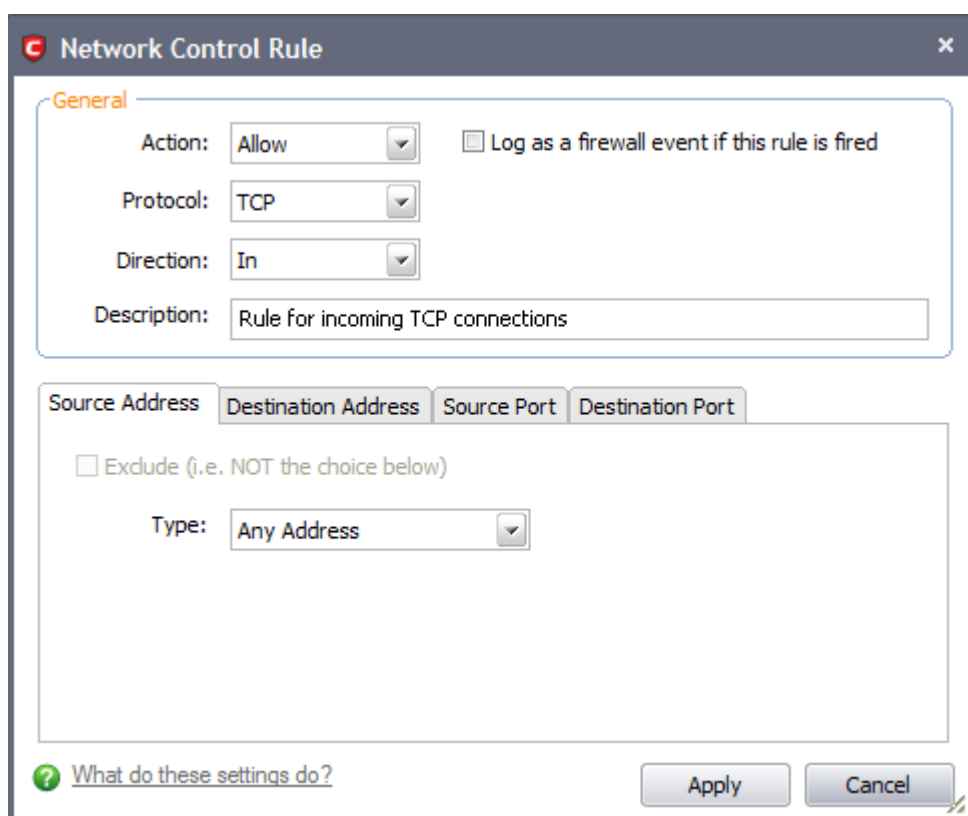 Network Control Rule
General
Action: Allow Log as a firewall event if this rule is fired
Protocol: TCP
Direction: In
Description: Rule for incoming TCP connections
Source Address Destination Address Source Port Destination Port
Exclude (i.e. NOT the choice below)
Type: Any Address
What do these settings do? Apply Cancel